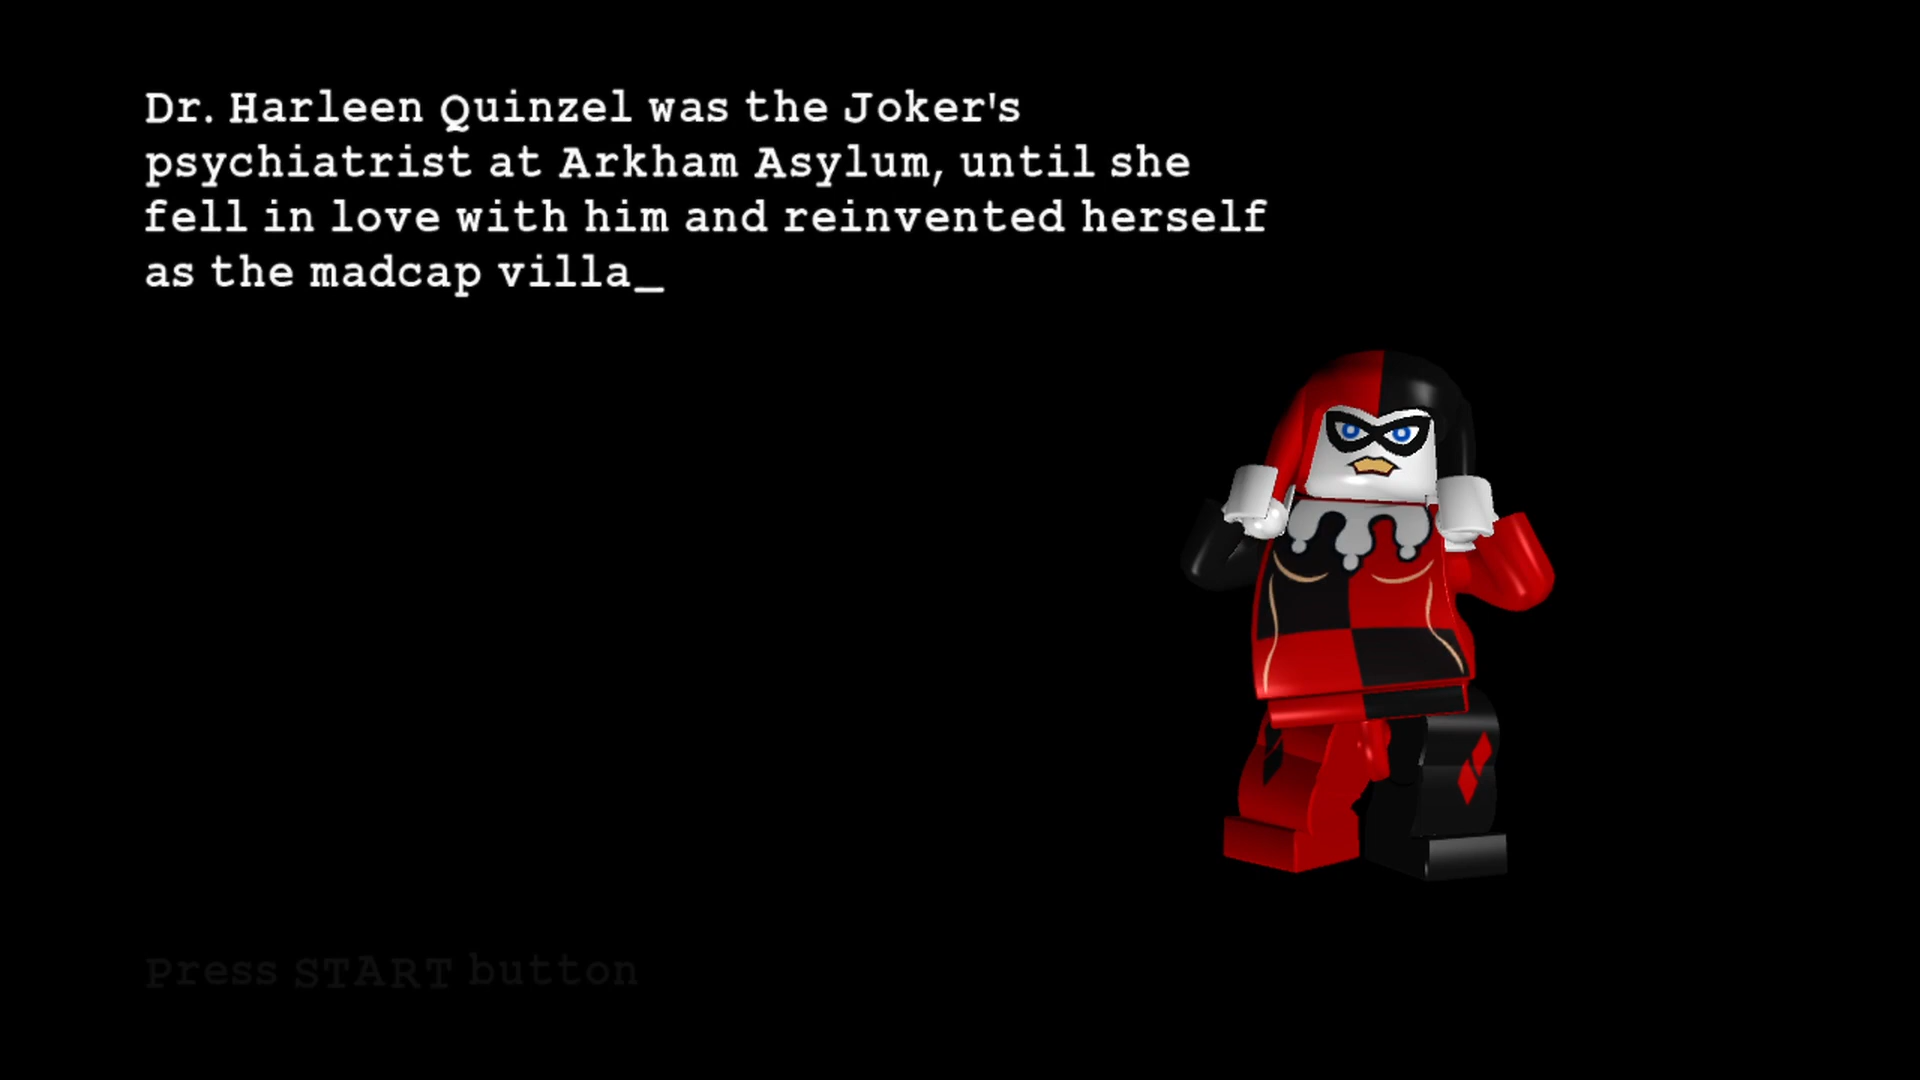 Dr. Harleen Quinzel was the Joker's
psychiatrist at Arkham Asylum, until she
fell in love with him and reinvented herself
as the madcap villa_
Press START button